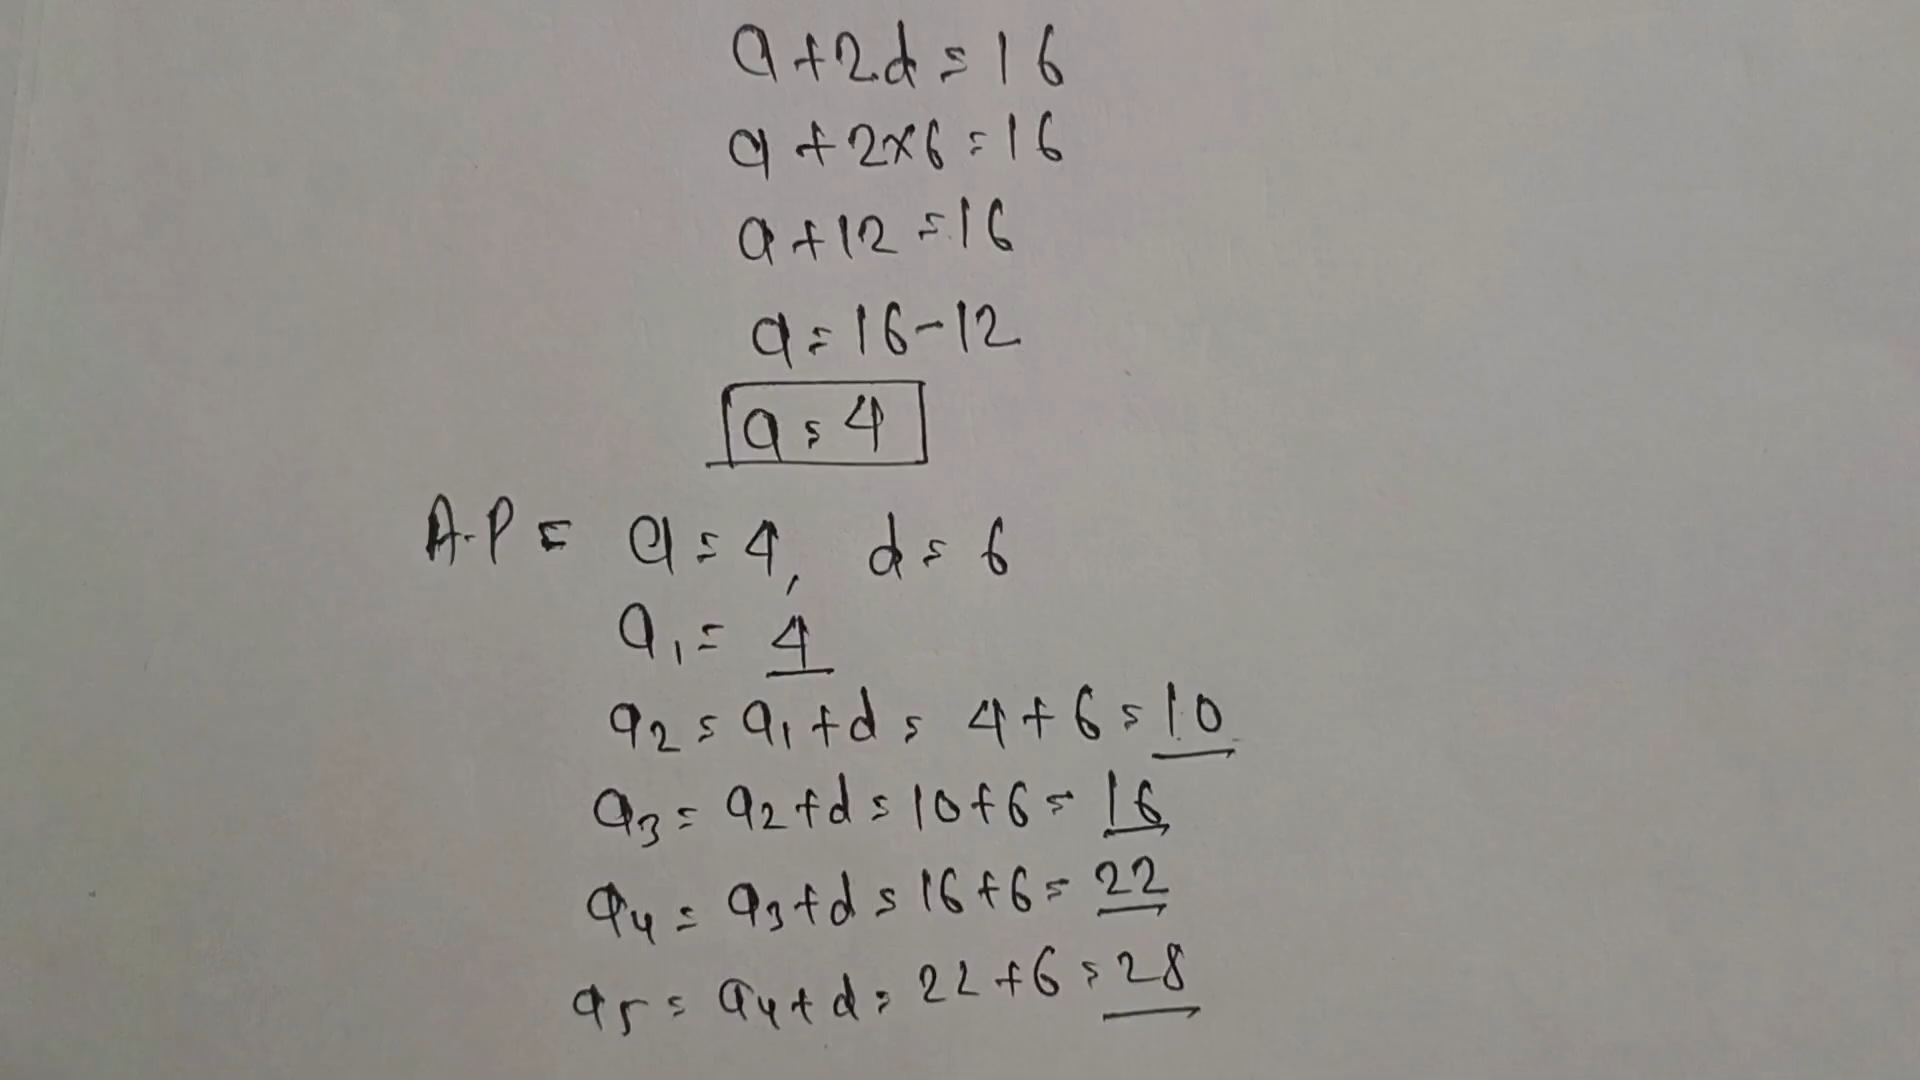 a+2d=16
a+2×6=16
a+12=16
a=16-12
a=4
A.P= a=4, d=6
a₁= 4
a₂=a₁+d= 4+6=10
a₃=a₂+d=10+6=16
a₄=a₃+d=16+6=22
a₅=a₄+d=22+6=28